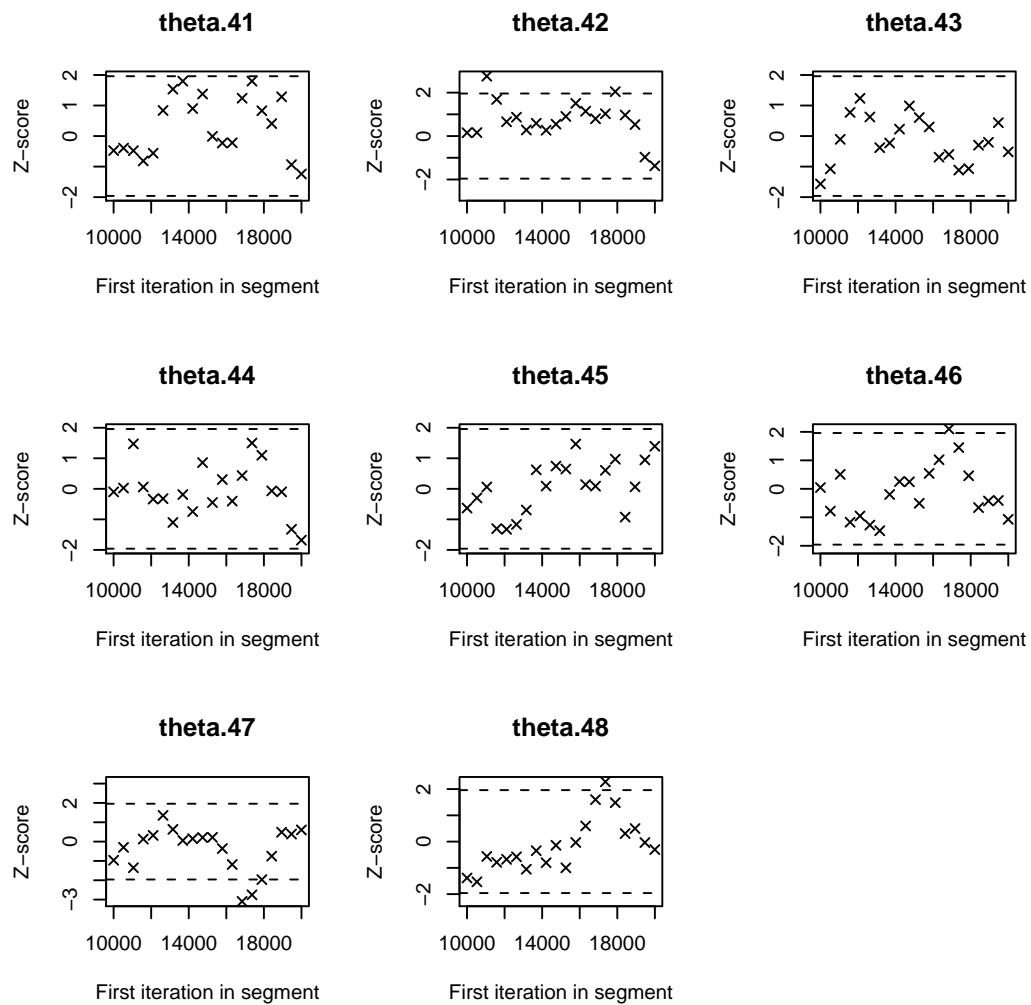 theta.41 theta.42 theta.43
Z−score Z−score Z−score
2 2 2
1 1
0 0 0
−2 −2 −2
10000 14000 18000 10000 14000 18000 10000 14000 18000
First iteration in segment First iteration in segment First iteration in segment
theta.44 theta.45 theta.46
Z−score Z−score Z−score
2 2 2
1 1 1
0 0 0
−2 −2 −2
10000 14000 18000 10000 14000 18000 10000 14000 18000
First iteration in segment First iteration in segment First iteration in segment
theta.47 theta.48
Z−score Z−score
2 2
0 1
−3 0
−2
10000 14000 18000 10000 14000 18000
First iteration in segment First iteration in segment